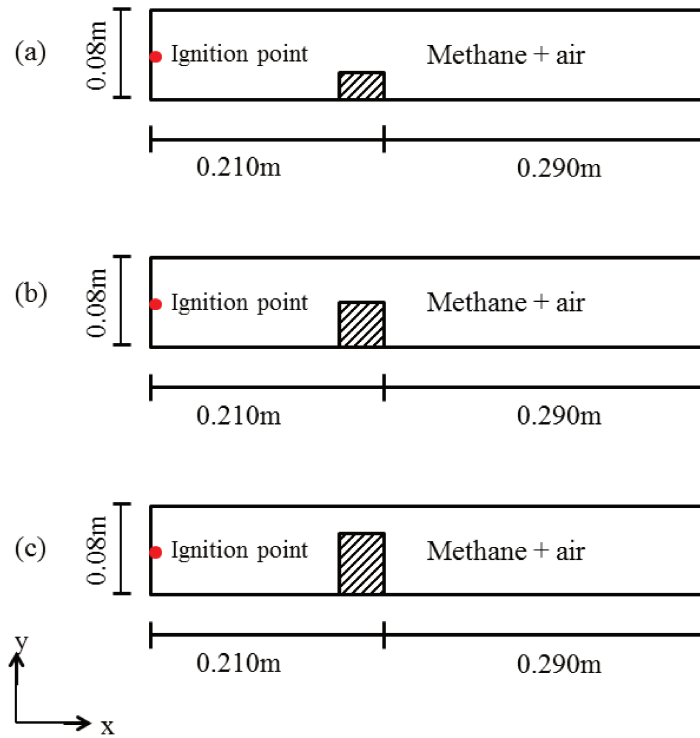 (a)
0.08m
Ignition point
Methane + air
0.210m
0.290m
(b)
0.08m
Ignition point
Methane + air
0.210m
0.290m
(c)
0.08m
Ignition point
Methane + air
0.210m
0.290m
y
x